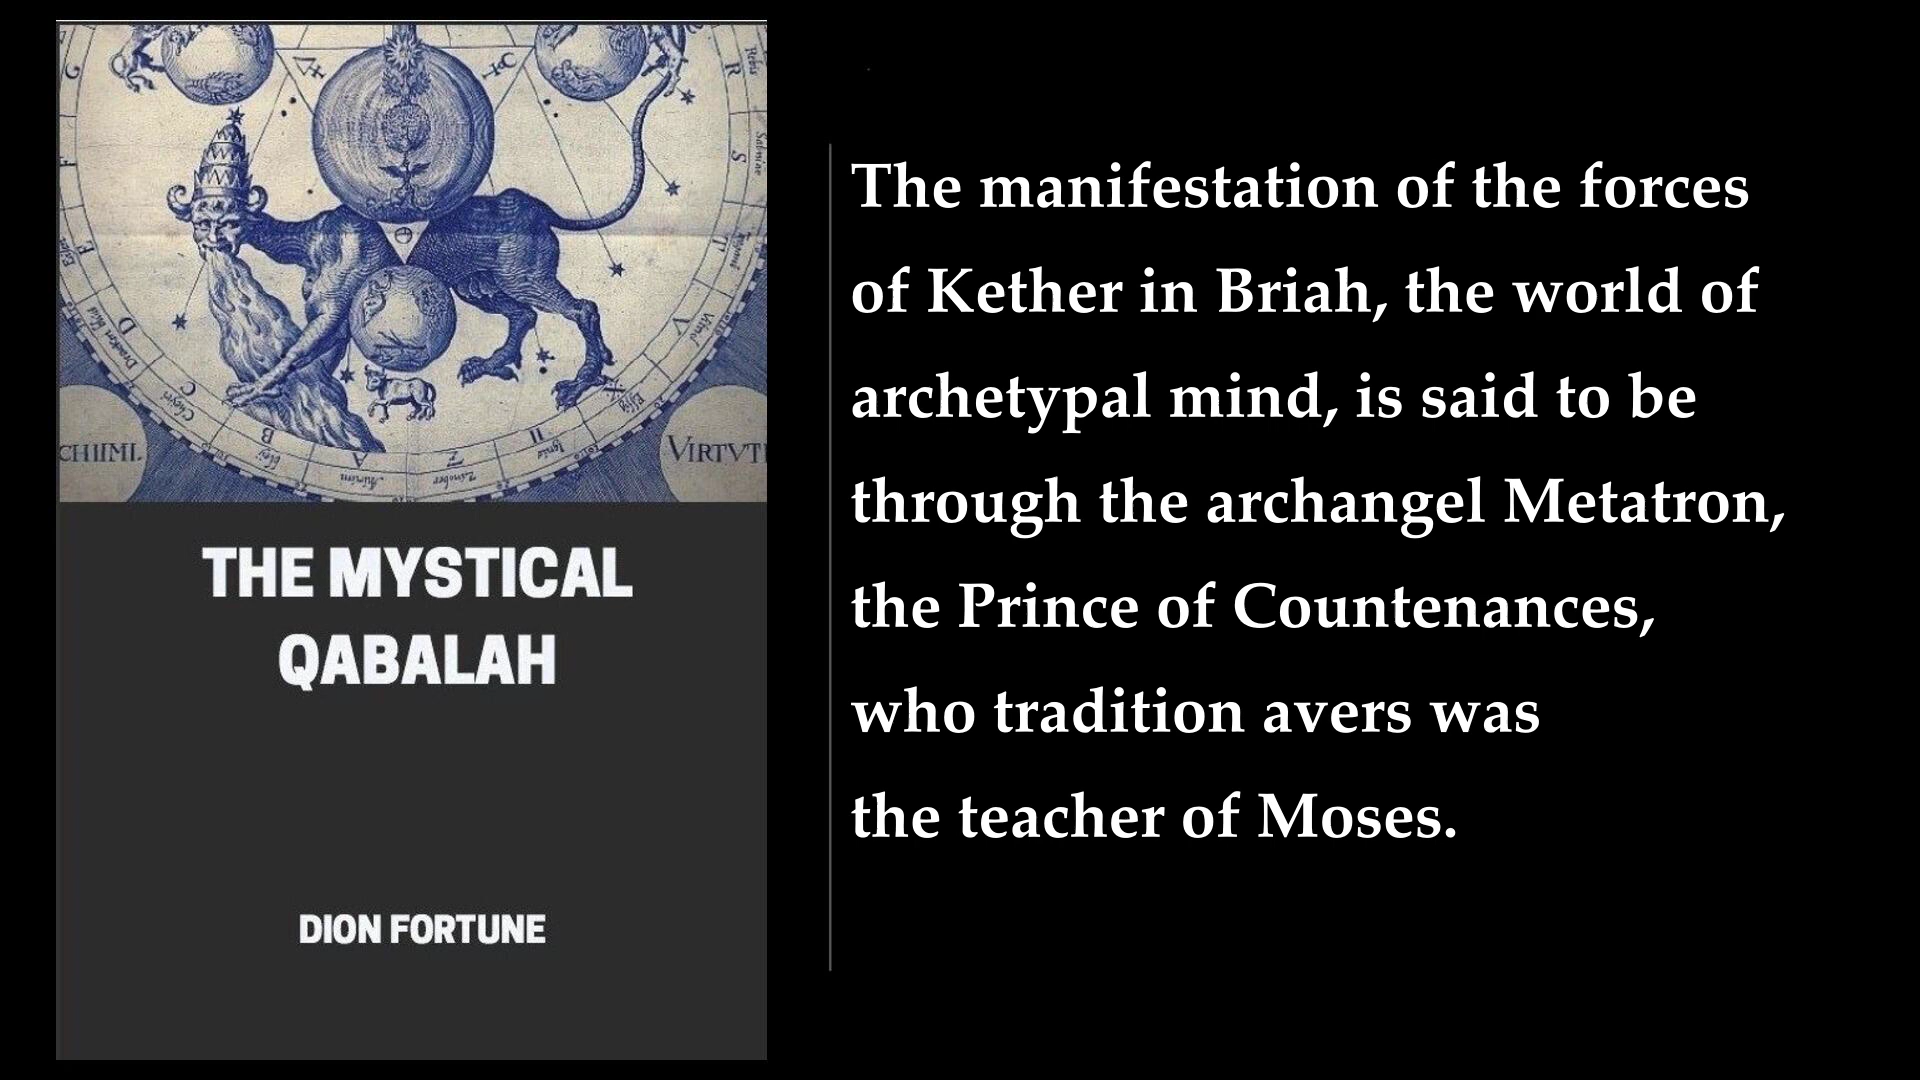 CHIIMI.
VIRTVTI
THE MYSTICAL
QABALAH
DION FORTUNE
The manifestation of the forces
of Kether in Briah, the world of
archetypal mind, is said to be
through the archangel Metatron,
the Prince of Countenances,
who tradition avers was
the teacher of Moses.